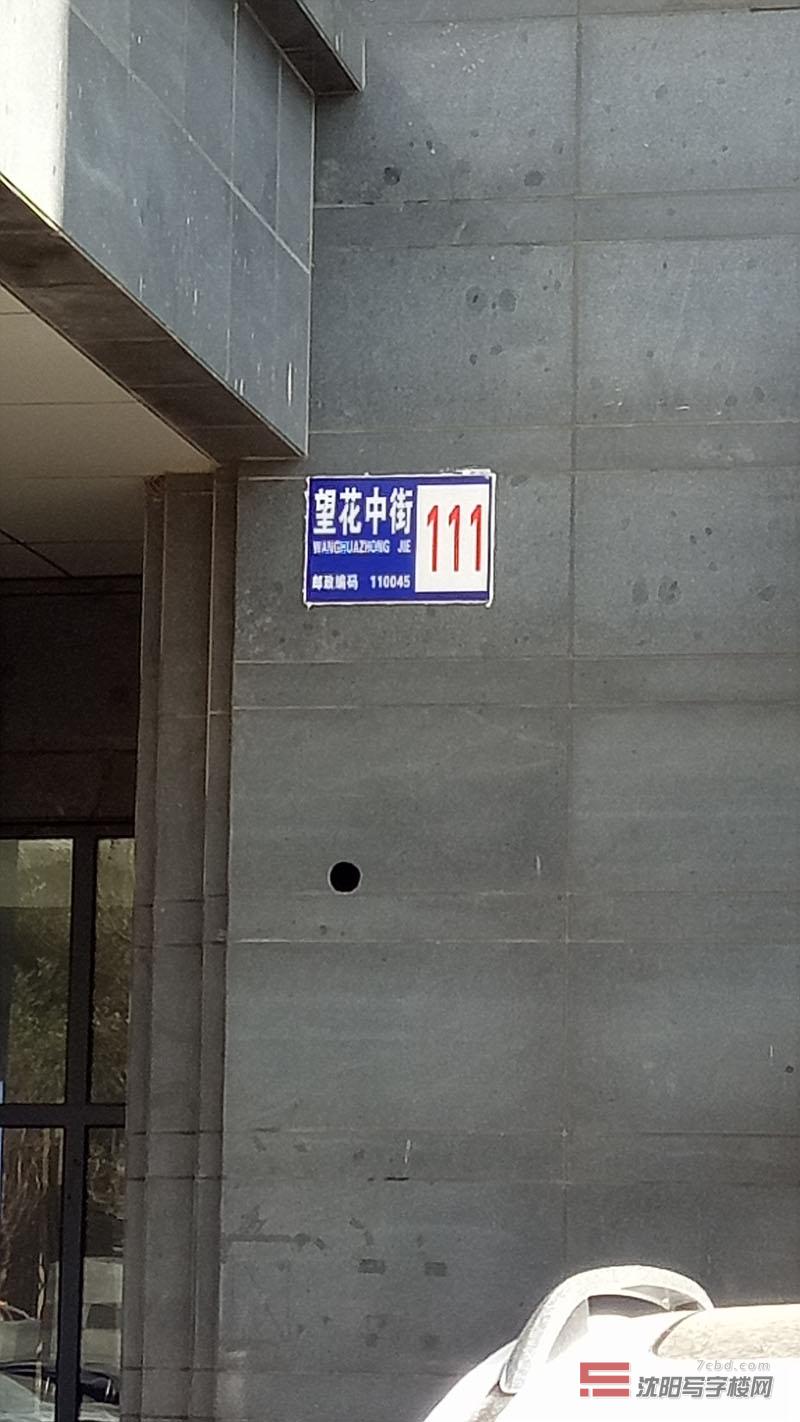 望花中街
WANGHUAZHONG JIE
111
邮政编码 110045
7cbd.com
沈阳写字楼网